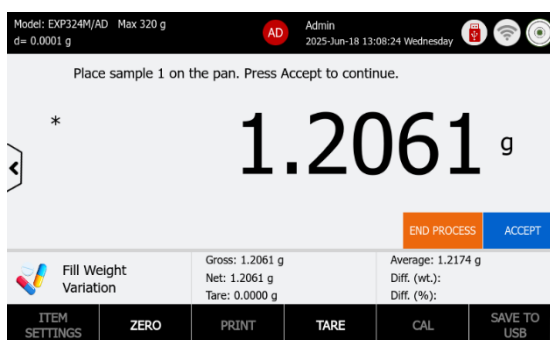 Model: EXP324M/AD Max 320 g
d= 0.0001 g
AD
Admin
2025-Jun-18 13:08:24 Wednesday
Place sample 1 on the pan. Press Accept to continue.
*
1.2061 g
END PROCESS
ACCEPT
Fill Weight
Variation
Gross: 1.2061 g
Net: 1.2061 g
Tare: 0.0000 g
Average: 1.2174 g
Diff. (wt.):
Diff. (%):
ITEM
SETTINGS
ZERO
PRINT
TARE
CAL
SAVE TO
USB